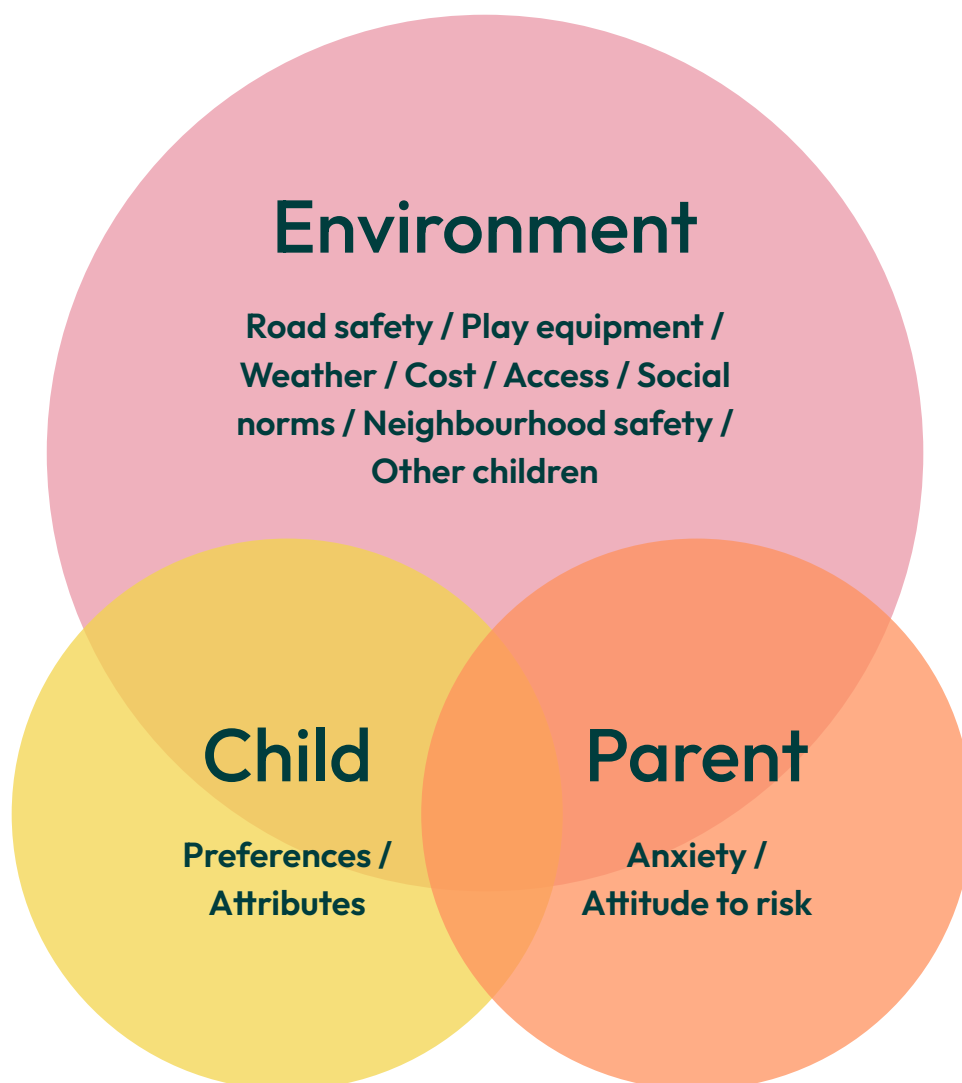 Environment
Road safety / Play equipment /
Weather / Cost / Access / Social
norms / Neighbourhood safety /
Other children
Child
Preferences /
Attributes
Parent
Anxiety /
Attitude to risk